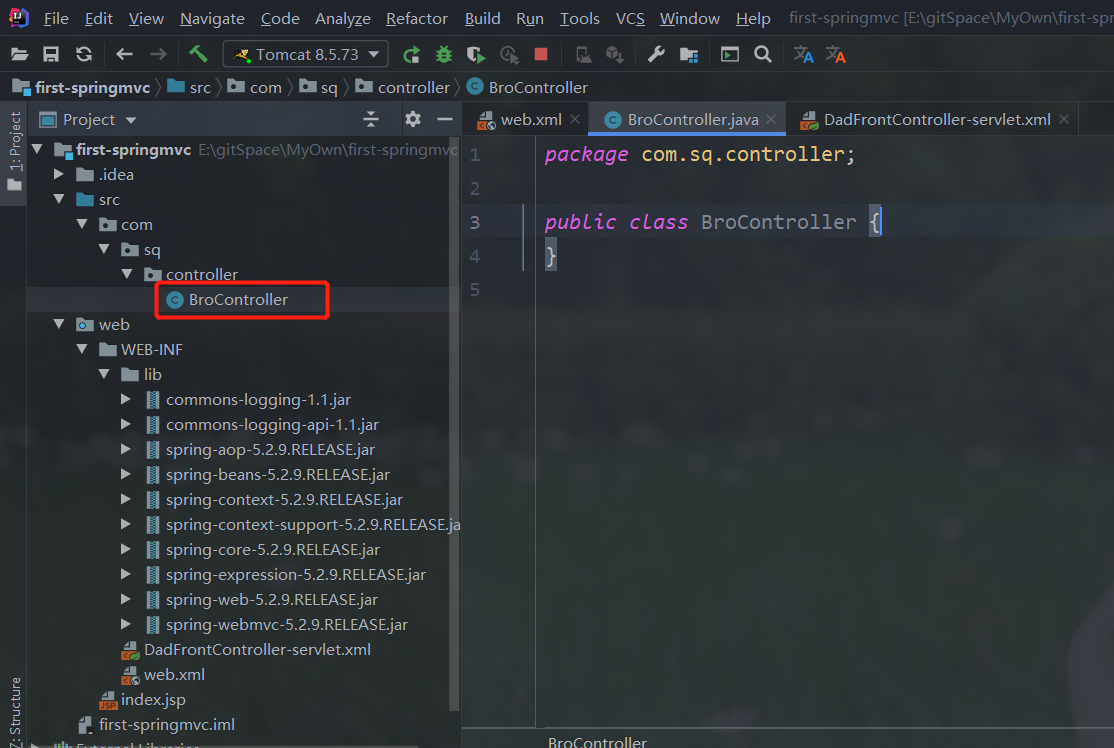 File Edit View Navigate Code Analyze Refactor Build Run Tools VCS Window Help first-springmvc [E:\gitSpace\MyOwn\first-sp
Tomcat 8.5.73
first-springmvc src com sq controller BroController
Project
web.xml BroController.java DadFrontController-servlet.xml
1: Project
first-springmvc E:\gitSpace\MyOwn\first-springmvc
.idea
src
com
sq
controller
BroController
web
WEB-INF
lib
commons-logging-1.1.jar
commons-logging-api-1.1.jar
spring-aop-5.2.9.RELEASE.jar
spring-beans-5.2.9.RELEASE.jar
spring-context-5.2.9.RELEASE.jar
spring-context-support-5.2.9.RELEASE.ja
spring-core-5.2.9.RELEASE.jar
spring-expression-5.2.9.RELEASE.jar
spring-web-5.2.9.RELEASE.jar
spring-webmvc-5.2.9.RELEASE.jar
DadFrontController-servlet.xml
web.xml
index.jsp
first-springmvc.iml
External Libraries
Z: Structure
1 package com.sq.controller;
2
3 public class BroController {
4 }
5
BroController